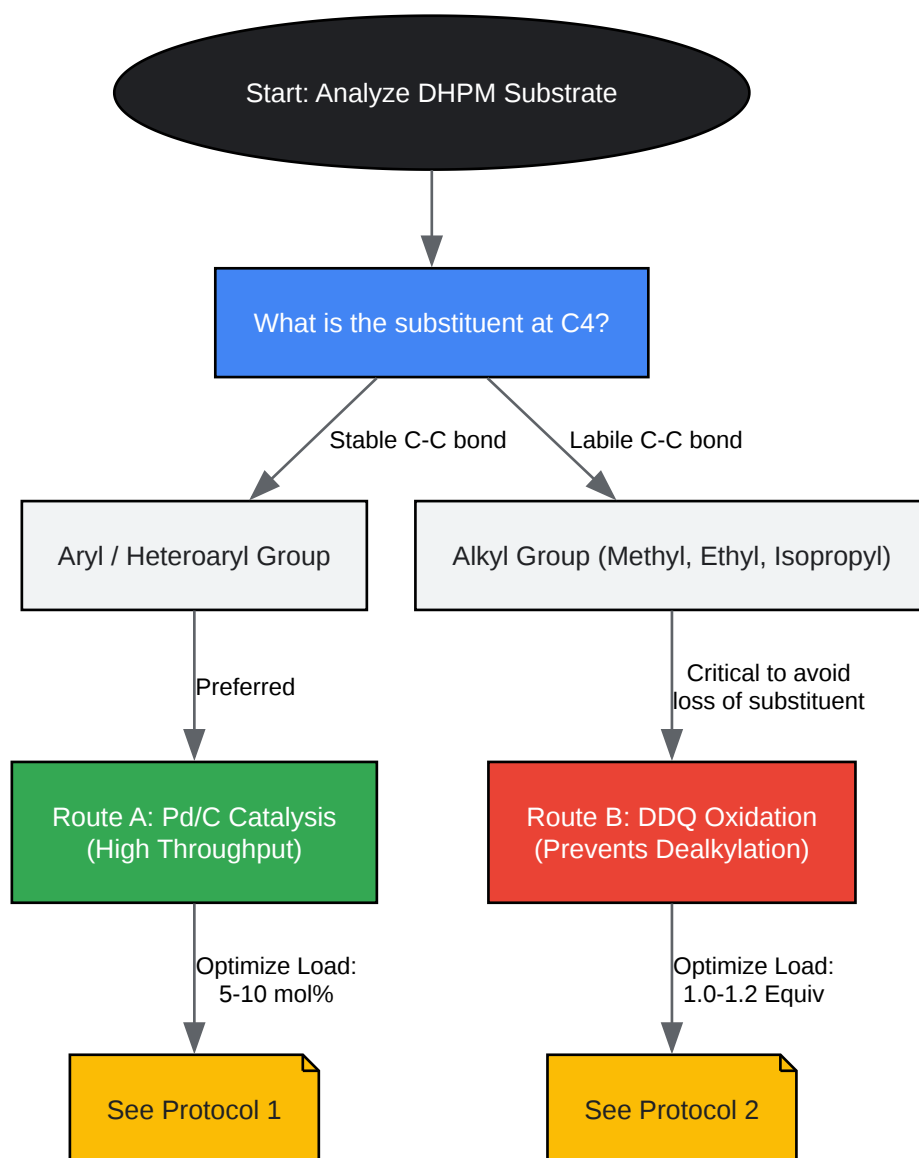 Start: Analyze DHPM Substrate
What is the substituent at C4?
Stable C-C bond
Labile C-C bond
Aryl / Heteroaryl Group
Alkyl Group (Methyl, Ethyl, Isopropyl)
Preferred
Critical to avoid
loss of substituent
Route A: Pd/C Catalysis
(High Throughput)
Route B: DDQ Oxidation
(Prevents Dealkylation)
Optimize Load:
5-10 mol%
Optimize Load:
1.0-1.2 Equiv
See Protocol 1
See Protocol 2